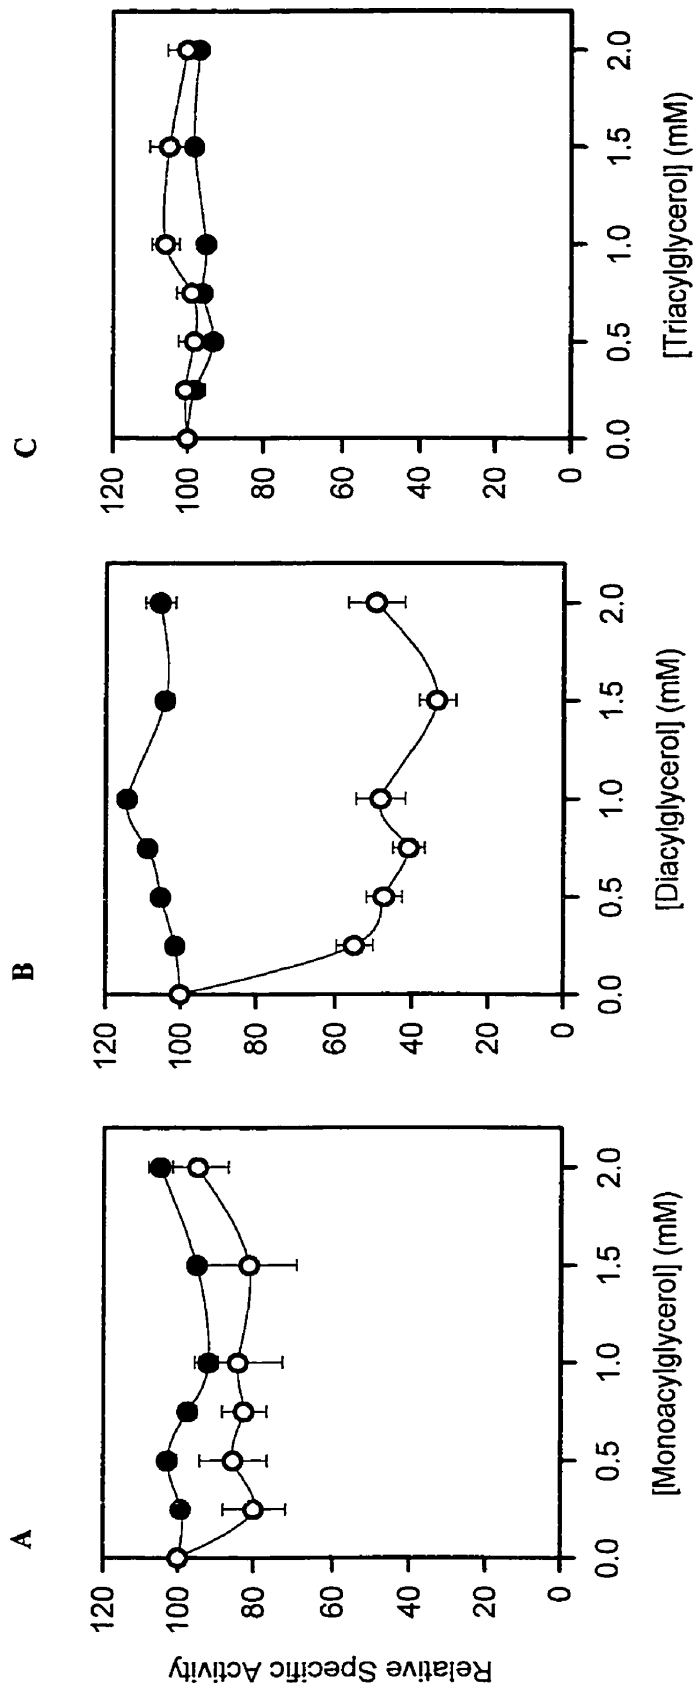 A
B
C
Relative Specific Activity
120
100
80
60
40
20
0
0.0 0.5 1.0 1.5 2.0
[Monoacylglycerol] (mM)
120
100
80
60
40
20
0
0.0 0.5 1.0 1.5 2.0
[Diacylglycerol] (mM)
120
100
80
60
40
20
0
0.0 0.5 1.0 1.5 2.0
[Triacylglycerol] (mM)